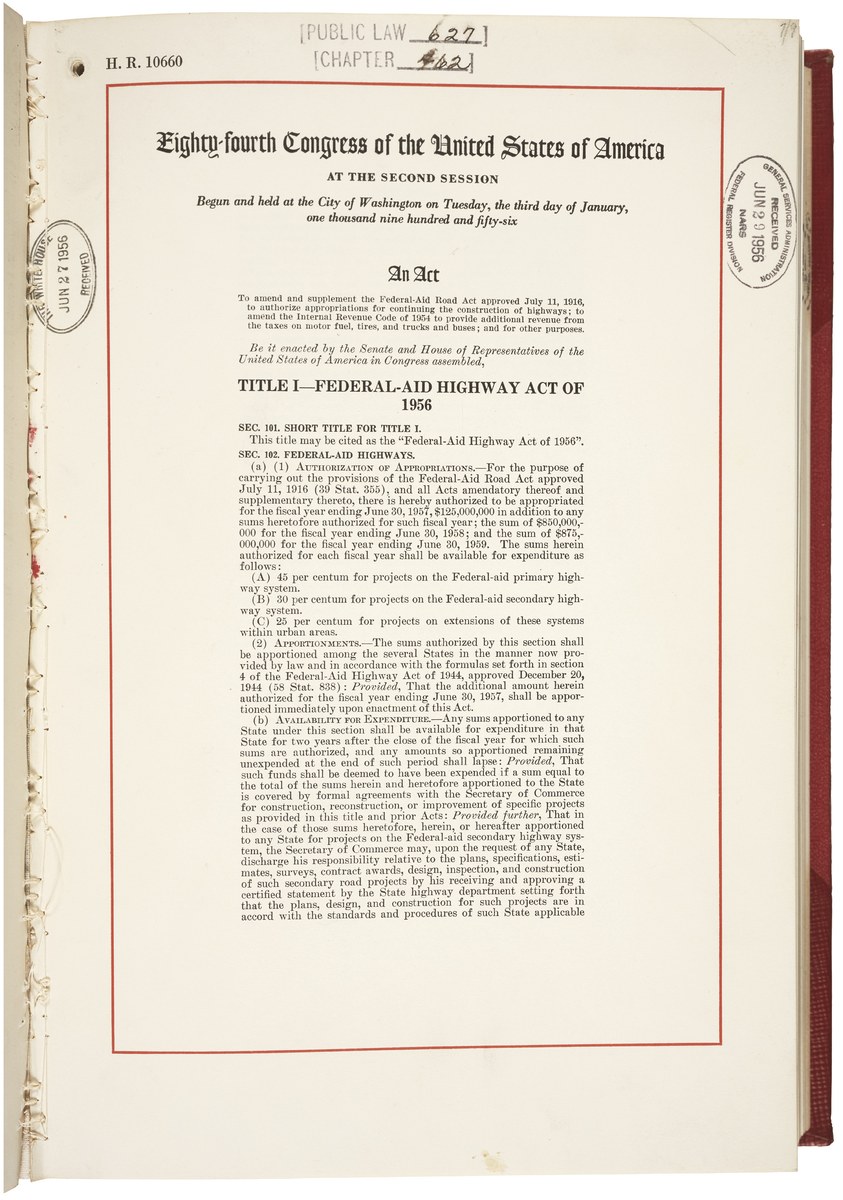 [PUBLIC LAW 627]
[CHAPTER 462]
H. R. 10660
Eighty-fourth Congress of the United States of America
AT THE SECOND SESSION
Begun and held at the City of Washington on Tuesday, the third day of January,
one thousand nine hundred and fifty-six
THE WHITE HOUSE
JUN 27 1956
RECEIVED
GENERAL SERVICES ADMINISTRATION
RECEIVED
JUN 29 1956
NARS
FEDERAL REGISTER DIVISION
An Act
To amend and supplement the Federal-Aid Road Act approved July 11, 1916,
to authorize appropriations for continuing the construction of highways; to
amend the Internal Revenue Code of 1954 to provide additional revenue from
the taxes on motor fuel, tires, and trucks and buses; and for other purposes.
Be it enacted by the Senate and House of Representatives of the
United States of America in Congress assembled,
TITLE I—FEDERAL-AID HIGHWAY ACT OF
1956
SEC. 101. SHORT TITLE FOR TITLE I.
This title may be cited as the “Federal-Aid Highway Act of 1956”.
SEC. 102. FEDERAL-AID HIGHWAYS.
(a) (1) AUTHORIZATION OF APPROPRIATIONS.—For the purpose of
carrying out the provisions of the Federal-Aid Road Act approved
July 11, 1916 (39 Stat. 355), and all Acts amendatory thereof and
supplementary thereto, there is hereby authorized to be appropriated
for the fiscal year ending June 30, 1957, $125,000,000 in addition to any
sums heretofore authorized for such fiscal year; the sum of $850,000,-
000 for the fiscal year ending June 30, 1958; and the sum of $875,-
000,000 for the fiscal year ending June 30, 1959. The sums herein
authorized for each fiscal year shall be available for expenditure as
follows:
(A) 45 per centum for projects on the Federal-aid primary high-
way system.
(B) 30 per centum for projects on the Federal-aid secondary high-
way system.
(C) 25 per centum for projects on extensions of these systems
within urban areas.
(2) APPORTIONMENTS.—The sums authorized by this section shall
be apportioned among the several States in the manner now pro-
vided by law and in accordance with the formulas set forth in section
4 of the Federal-Aid Highway Act of 1944, approved December 20,
1944 (58 Stat. 838): Provided, That the additional amount herein
authorized for the fiscal year ending June 30, 1957, shall be appor-
tioned immediately upon enactment of this Act.
(b) AVAILABILITY FOR EXPENDITURE.—Any sums apportioned to any
State under this section shall be available for expenditure in that
State for two years after the close of the fiscal year for which such
sums are authorized, and any amounts so apportioned remaining
unexpended at the end of such period shall lapse: Provided, That
such funds shall be deemed to have been expended if a sum equal to
the total of the sums herein and heretofore apportioned to the State
is covered by formal agreements with the Secretary of Commerce
for construction, reconstruction, or improvement of specific projects
as provided in this title and prior Acts: Provided further, That in
the case of those sums heretofore, herein, or hereafter apportioned
to any State for projects on the Federal-aid secondary highway sys-
tem, the Secretary of Commerce may, upon the request of any State,
discharge his responsibility relative to the plans, specifications, esti-
mates, surveys, contract awards, design, inspection, and construction
of such secondary road projects by his receiving and approving a
certified statement by the State highway department setting forth
that the plans, design, and construction for such projects are in
accord with the standards and procedures of such State applicable